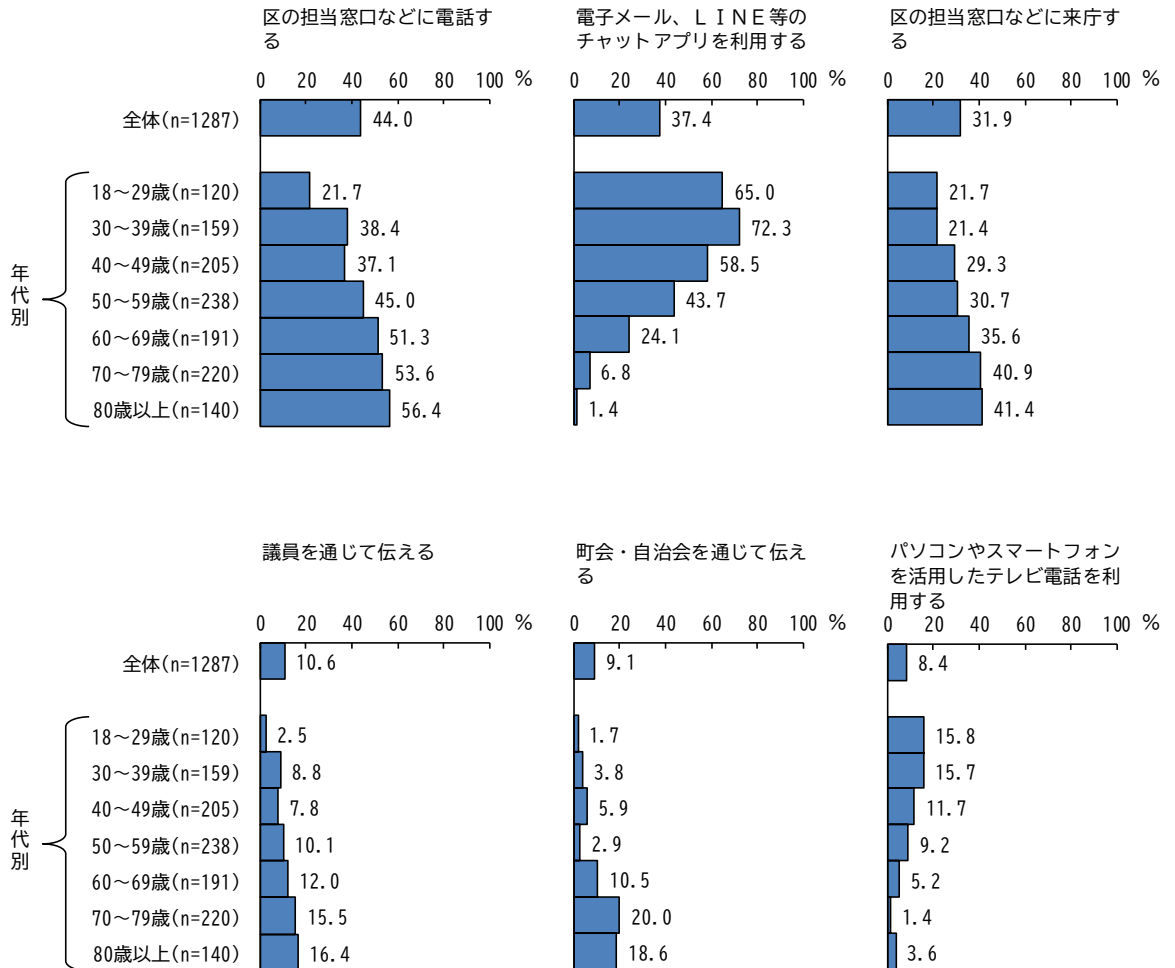 区の担当窓口などに電話す
る
電子メール、ＬＩＮＥ等の
チャットアプリを利用する
区の担当窓口などに来庁す
る
0 20 40 60 80 100 %
0 20 40 60 80 100 %
0 20 40 60 80 100 %
全体(n=1287) 44.0 37.4 31.9
年代別
18～29歳(n=120) 21.7 65.0 21.7
30～39歳(n=159) 38.4 72.3 21.4
40～49歳(n=205) 37.1 58.5 29.3
50～59歳(n=238) 45.0 43.7 30.7
60～69歳(n=191) 51.3 24.1 35.6
70～79歳(n=220) 53.6 6.8 40.9
80歳以上(n=140) 56.4 1.4 41.4
議員を通じて伝える
町会・自治会を通じて伝え
る
パソコンやスマートフォン
を活用したテレビ電話を利
用する
0 20 40 60 80 100 %
0 20 40 60 80 100 %
0 20 40 60 80 100 %
全体(n=1287) 10.6 9.1 8.4
年代別
18～29歳(n=120) 2.5 1.7 15.8
30～39歳(n=159) 8.8 3.8 15.7
40～49歳(n=205) 7.8 5.9 11.7
50～59歳(n=238) 10.1 2.9 9.2
60～69歳(n=191) 12.0 10.5 5.2
70～79歳(n=220) 15.5 20.0 1.4
80歳以上(n=140) 16.4 18.6 3.6